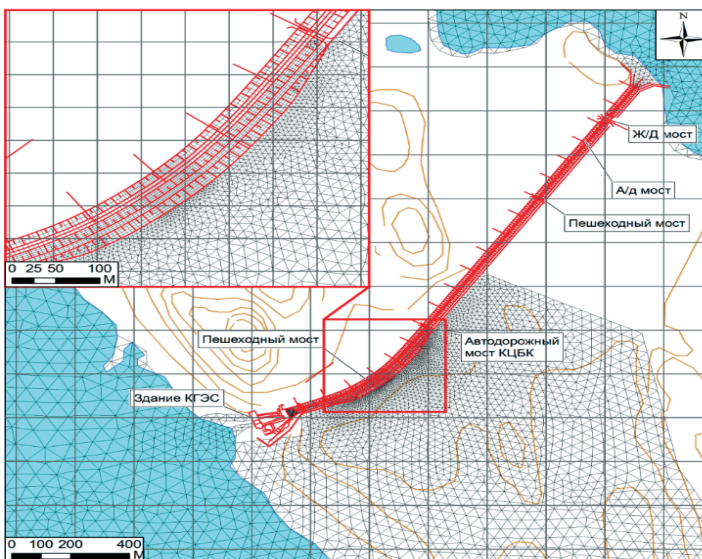 N
Ж/Д мост
А/д мост
Пешеходный мост
0 25 50 100
М
Пешеходный мост
Автодорожный
мост КЦБК
Здание КГЭС
0 100 200 400
М